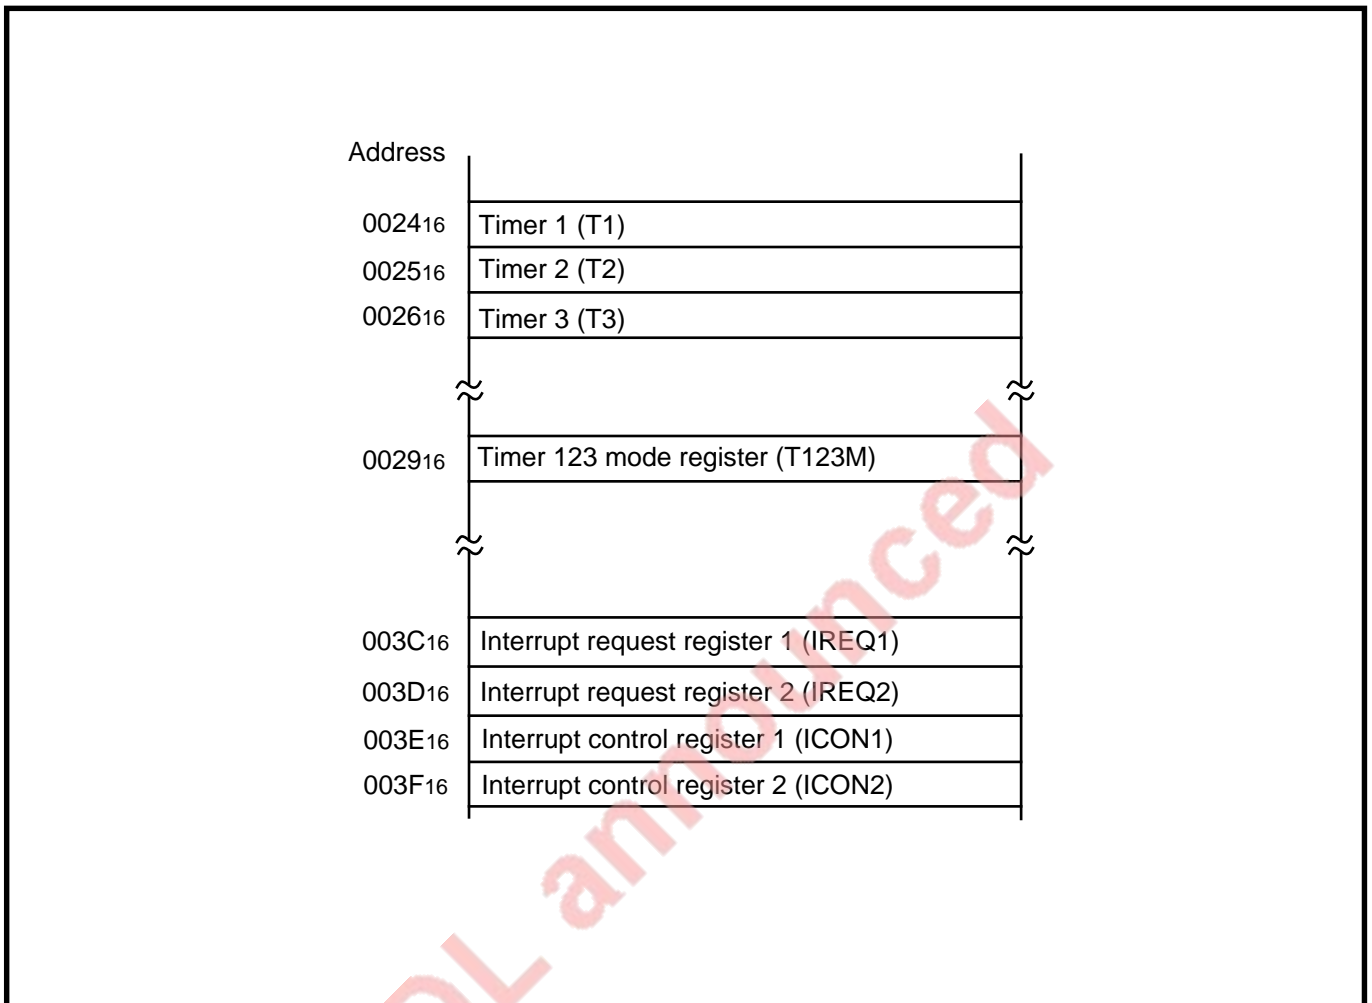 Address
0024₁₆ Timer 1 (T1)
0025₁₆ Timer 2 (T2)
0026₁₆ Timer 3 (T3)
0029₁₆ Timer 123 mode register (T123M)
003C₁₆ Interrupt request register 1 (IREQ1)
003D₁₆ Interrupt request register 2 (IREQ2)
003E₁₆ Interrupt control register 1 (ICON1)
003F₁₆ Interrupt control register 2 (ICON2)
announced